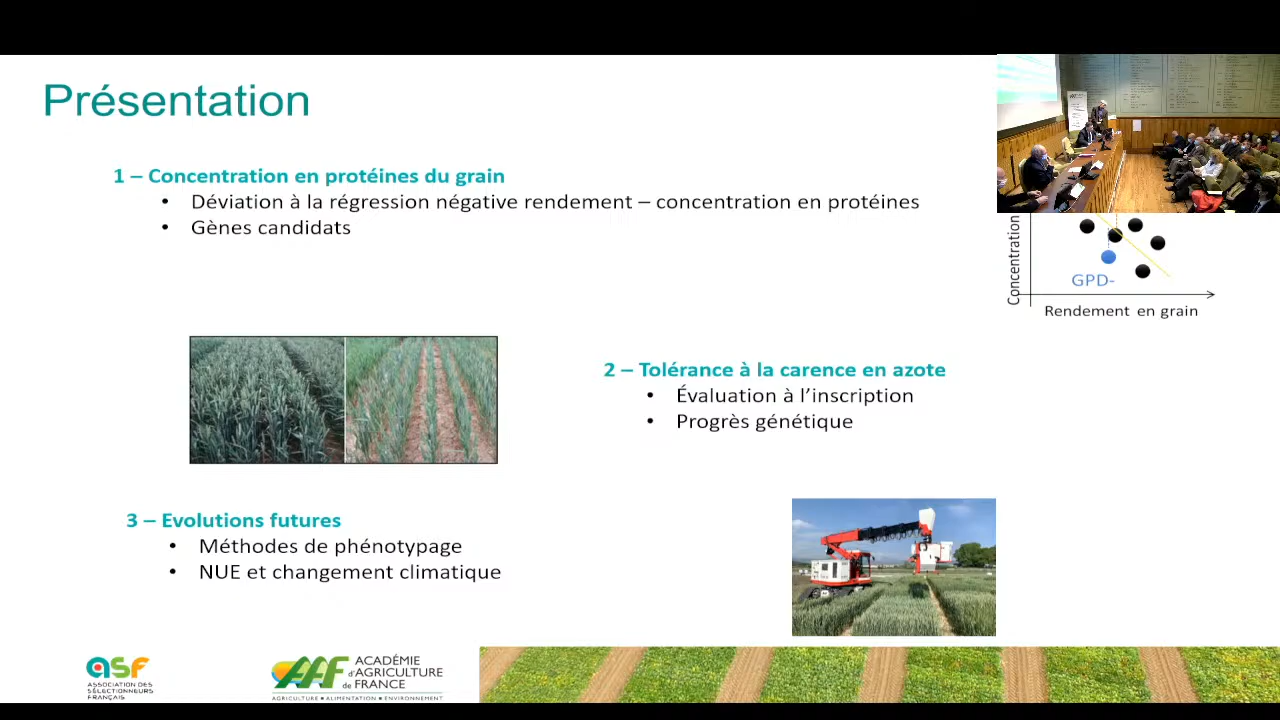 Présentation
1 – Concentration en protéines du grain
• Déviation à la régression négative rendement – concentration en protéines
• Gènes candidats
Concentration
GPD-
Rendement en grain
2 – Tolérance à la carence en azote
• Évaluation à l’inscription
• Progrès génétique
3 – Evolutions futures
• Méthodes de phénotypage
• NUE et changement climatique
asf
ASSOCIATION DES
SÉLECTIONNEURS
FRANÇAIS
AAF
ACADÉMIE
d'AGRICULTURE
de FRANCE
AGRICULTURE • ALIMENTATION • ENVIRONNEMENT